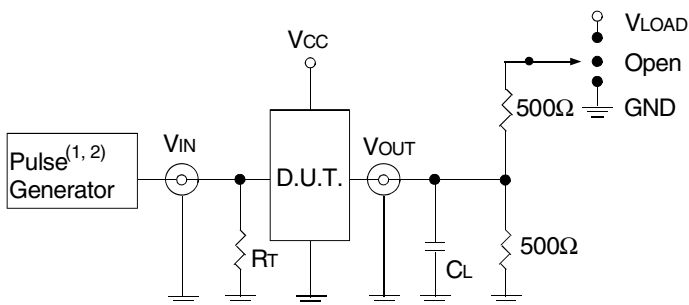 VLOAD
Open
GND
VCC
500Ω
Pulse(1, 2)
Generator
VIN
D.U.T.
VOUT
RT
CL
500Ω